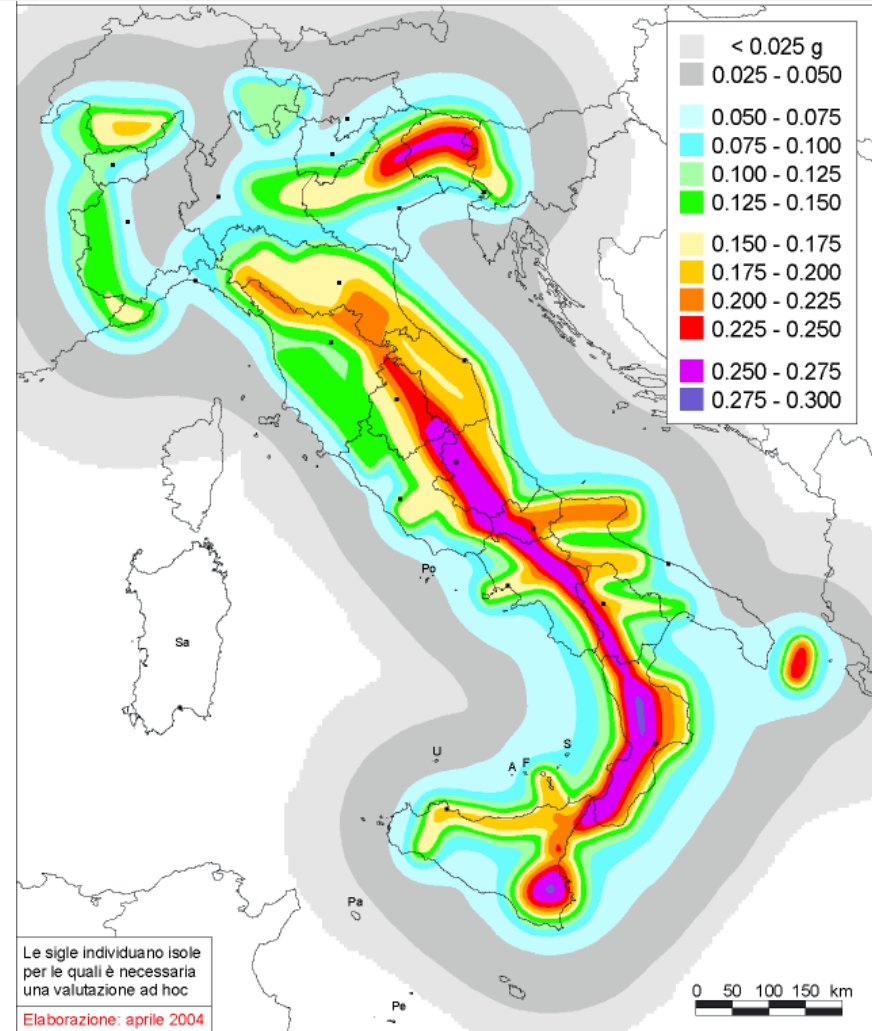 < 0.025 g
0.025 - 0.050
0.050 - 0.075
0.075 - 0.100
0.100 - 0.125
0.125 - 0.150
0.150 - 0.175
0.175 - 0.200
0.200 - 0.225
0.225 - 0.250
0.250 - 0.275
0.275 - 0.300
Po
Sa
U
A F S
Pa
Pe
Le sigle individuano isole
per le quali è necessaria
una valutazione ad hoc
Elaborazione: aprile 2004
0 50 100 150 km